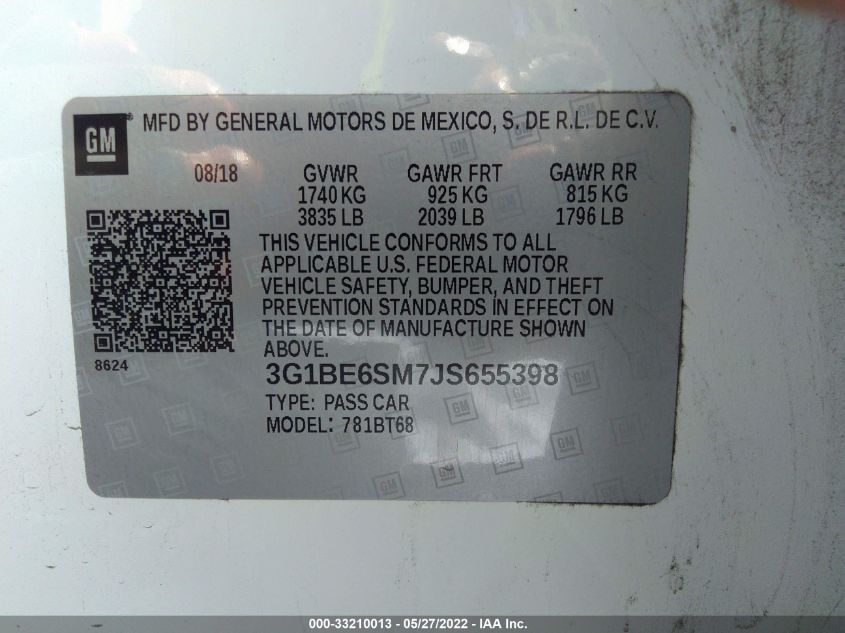 GM ® MFD BY GENERAL MOTORS DE MEXICO, S. DE R.L. DE C.V.
08/18 GVWR GAWR FRT GAWR RR
1740 KG 925 KG 815 KG
3835 LB 2039 LB 1796 LB
THIS VEHICLE CONFORMS TO ALL
APPLICABLE U.S. FEDERAL MOTOR
VEHICLE SAFETY, BUMPER, AND THEFT
PREVENTION STANDARDS IN EFFECT ON
THE DATE OF MANUFACTURE SHOWN
ABOVE.
8624
3G1BE6SM7JS655398
TYPE: PASS CAR
MODEL: 781BT68
000-33210013 - 05/27/2022 - IAA Inc.